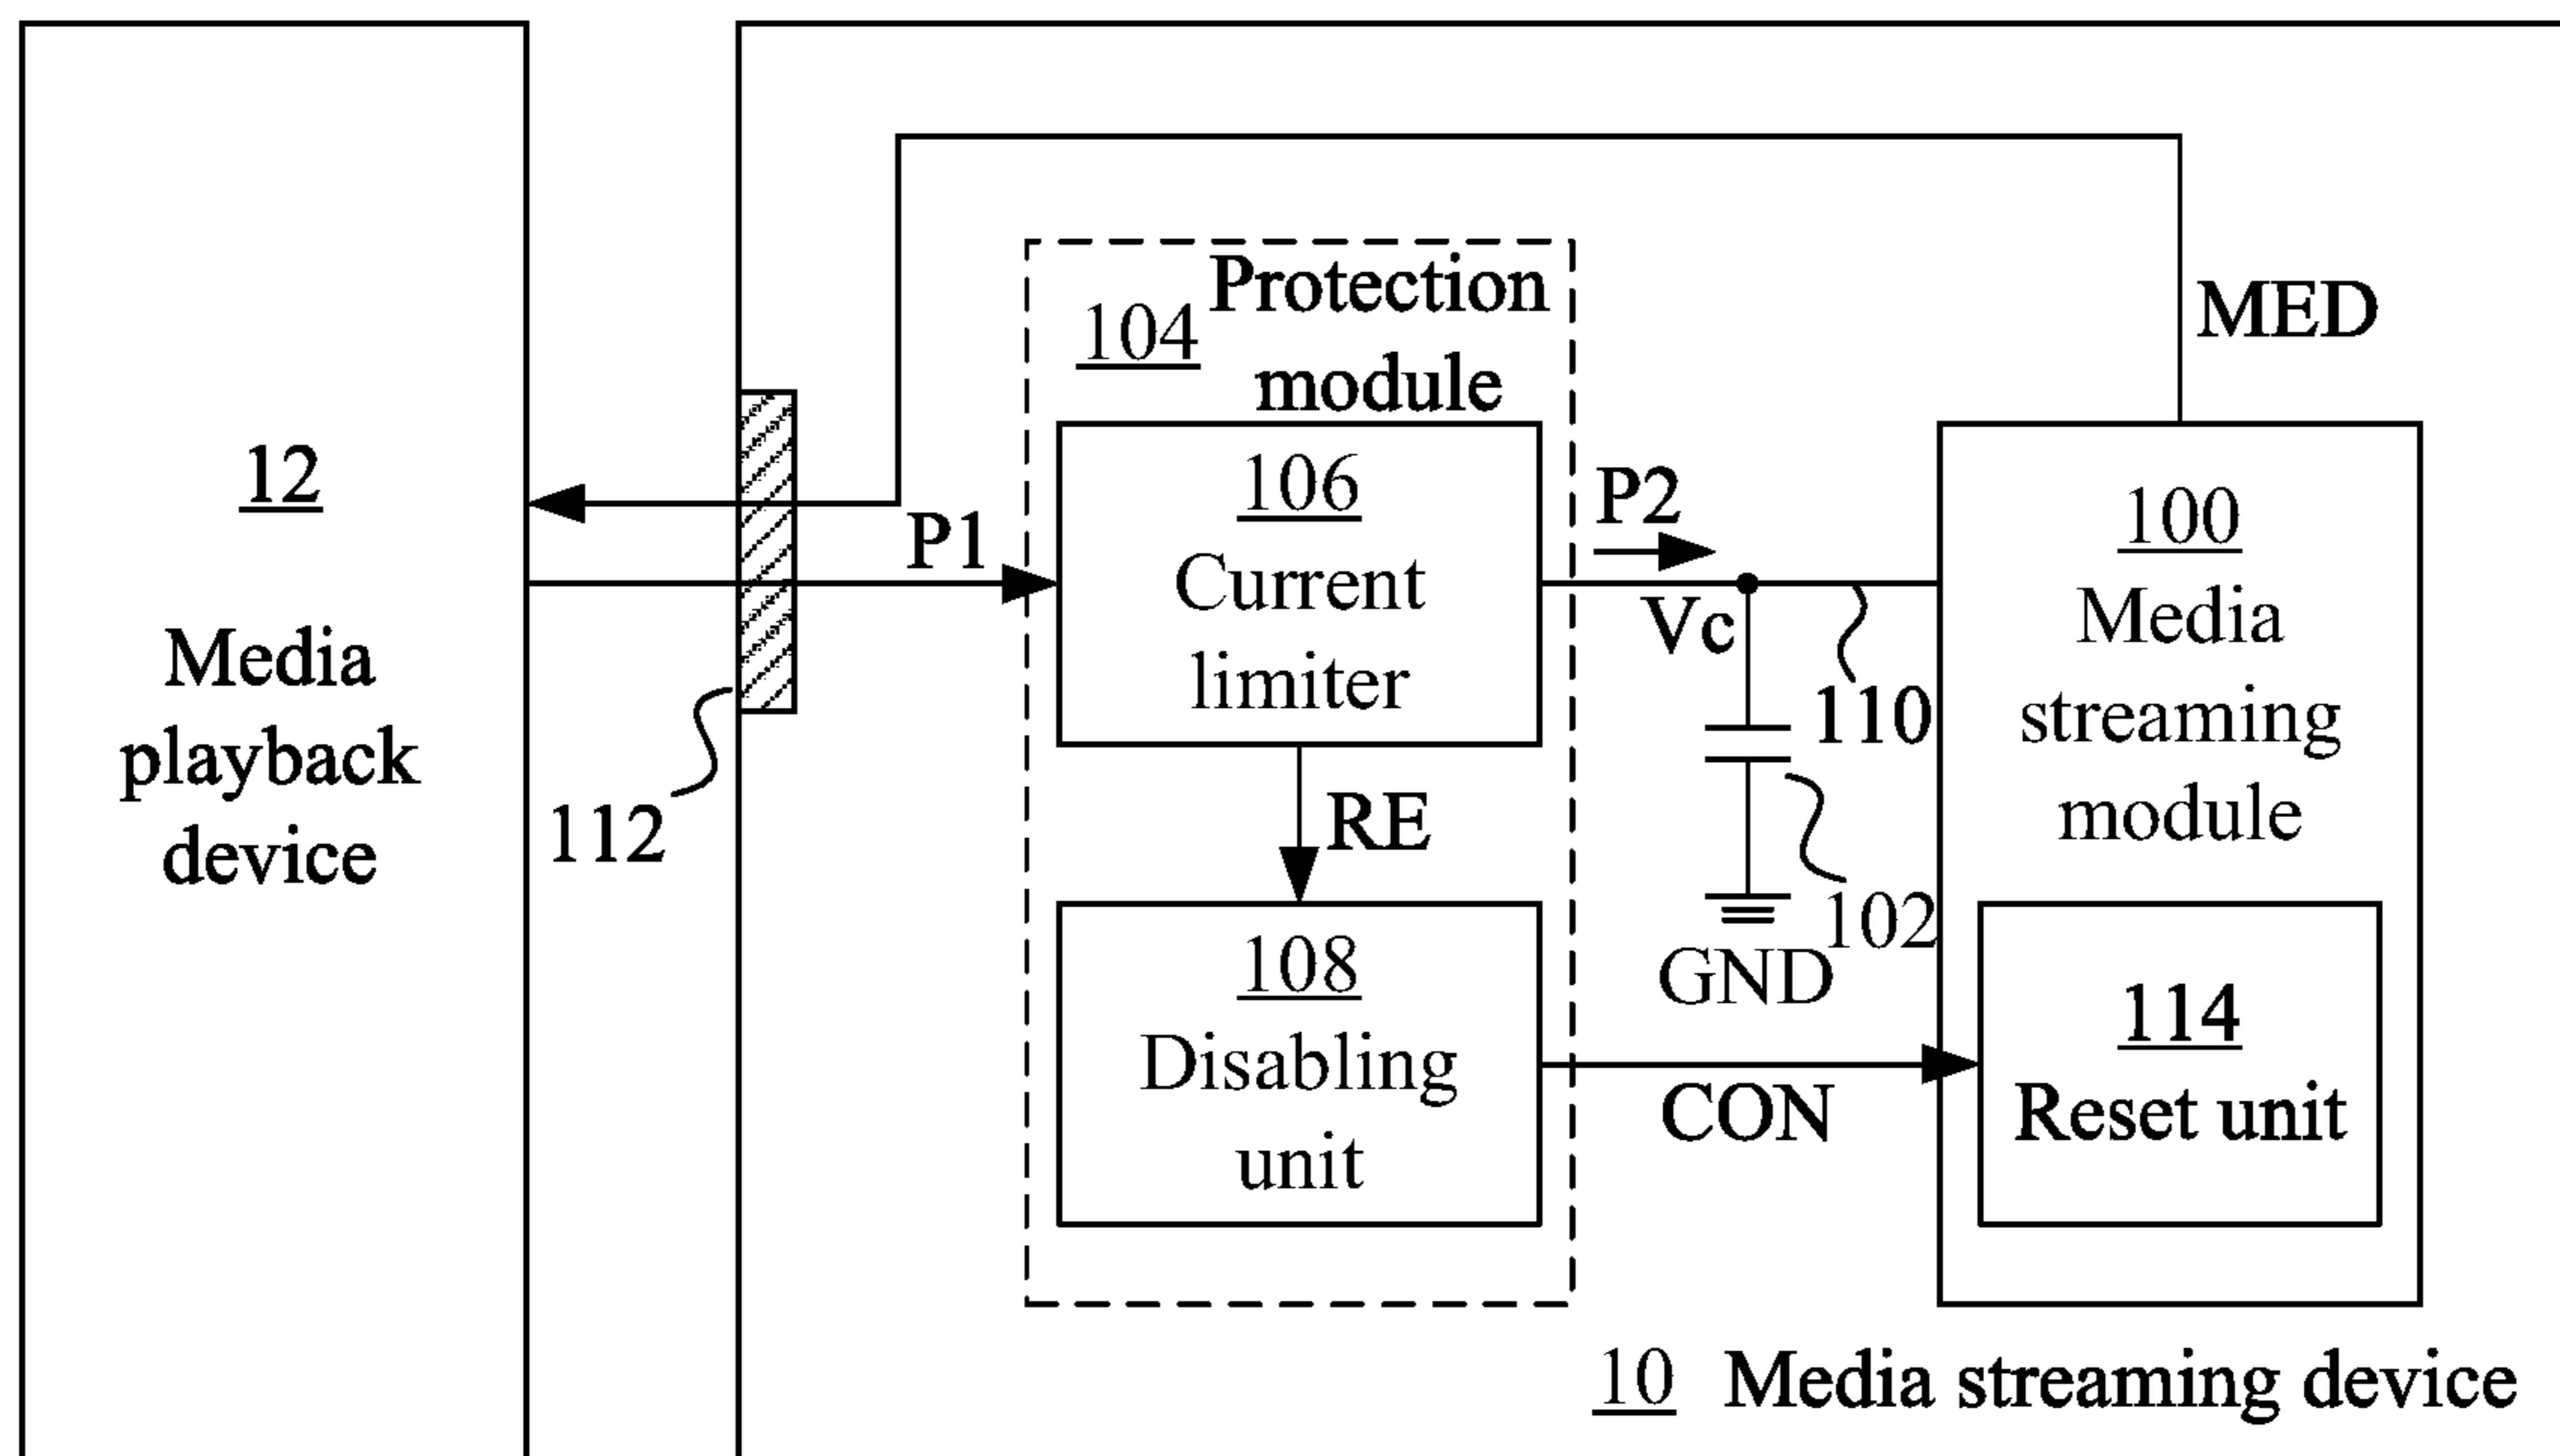 12
Media
playback
device
112
P1
104
Protection
module
106
Current
limiter
RE
108
Disabling
unit
P2
Vc
110
102
GND
CON
MED
100
Media
streaming
module
114
Reset unit
10 Media streaming device